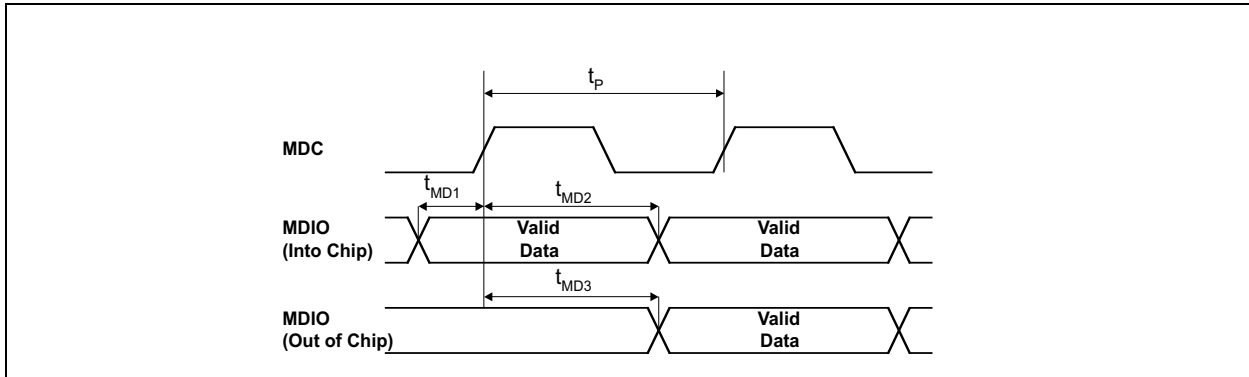 tP
MDC
tMD1
tMD2
MDIO
(Into Chip)
Valid
Data
Valid
Data
tMD3
MDIO
(Out of Chip)
Valid
Data